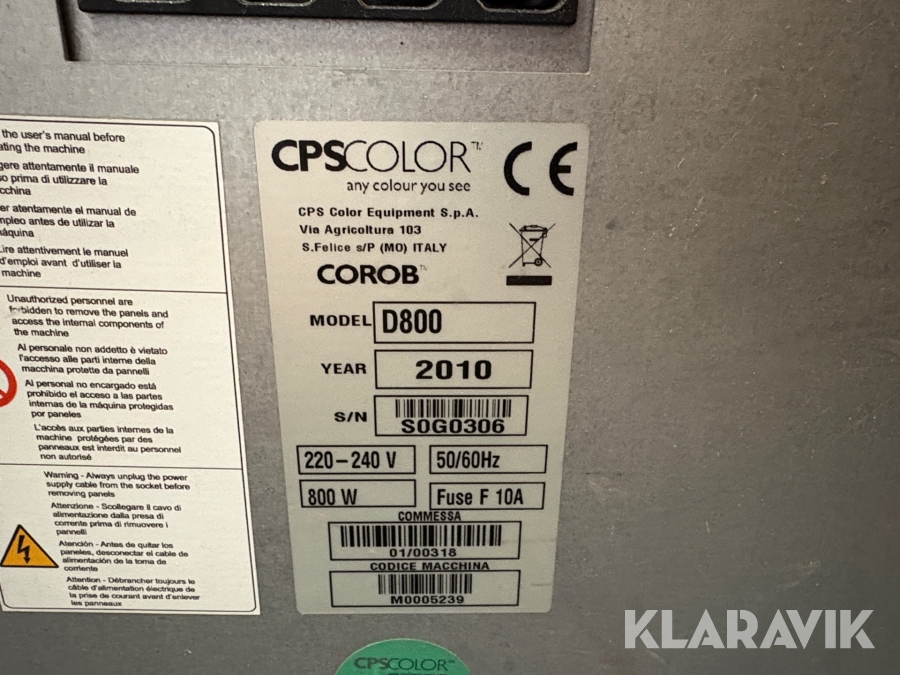 the user's manual before
ating the machine
gere attentamente il manuale
so prima di utilizzare la
cchina
er atentamente el manual de
mpleo antes de utilizar la
áquina
Lire attentivement le manuel
d'emploi avant d'utiliser la
machine
Unauthorized personnel are
forbidden to remove the panels and
access the internal components of
the machine
Al personale non addetto è vietato
l'accesso alle parti interne della
macchina protette da pannelli
Al personal no encargado está
prohibido el acceso a las partes
internas de la máquina protegidas
por paneles
L'accès aux parties internes de la
machine protégées par des
panneaux est interdit au personnel
non autorisé
Warning - Always unplug the power
supply cable from the socket before
removing panels
Attenzione - Scollegare il cavo di
alimentazione dalla presa di
corrente prima di rimuovere i
pannelli
Atención - Antes de quitar los
paneles, desconectar el cable de
alimentación de la toma de
corriente
Attention - Débrancher toujours le
câble d'alimentation électrique de
la prise de courant avant d'enlever
les panneaux
CPSCOLOR™ CE
any colour you see
CPS Color Equipment S.p.A.
Via Agricoltura 103
S.Felice s/P (MO) ITALY
COROB™
MODEL D800
YEAR 2010
S/N S0G0306
220-240 V 50/60Hz
800 W Fuse F 10A
COMMESSA
01/00318
CODICE MACCHINA
M0005239
CPSCOLOR™
KLARAVIK